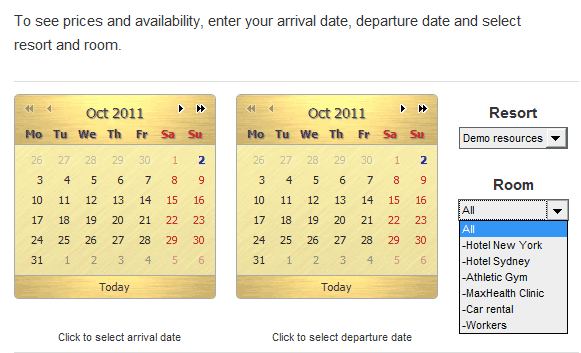 To see prices and availability, enter your arrival date, departure date and select
resort and room.
Oct 2011
Mo Tu We Th Fr Sa Su
26 27 28 29 30 1 2
3 4 5 6 7 8 9
10 11 12 13 14 15 16
17 18 19 20 21 22 23
24 25 26 27 28 29 30
31 1 2 3 4 5 6
Today
Click to select arrival date
Oct 2011
Mo Tu We Th Fr Sa Su
26 27 28 29 30 1 2
3 4 5 6 7 8 9
10 11 12 13 14 15 16
17 18 19 20 21 22 23
24 25 26 27 28 29 30
31 1 2 3 4 5 6
Today
Click to select departure date
Resort
Demo resources
Room
All
All
-Hotel New York
-Hotel Sydney
-Athletic Gym
-MaxHealth Clinic
-Car rental
-Workers